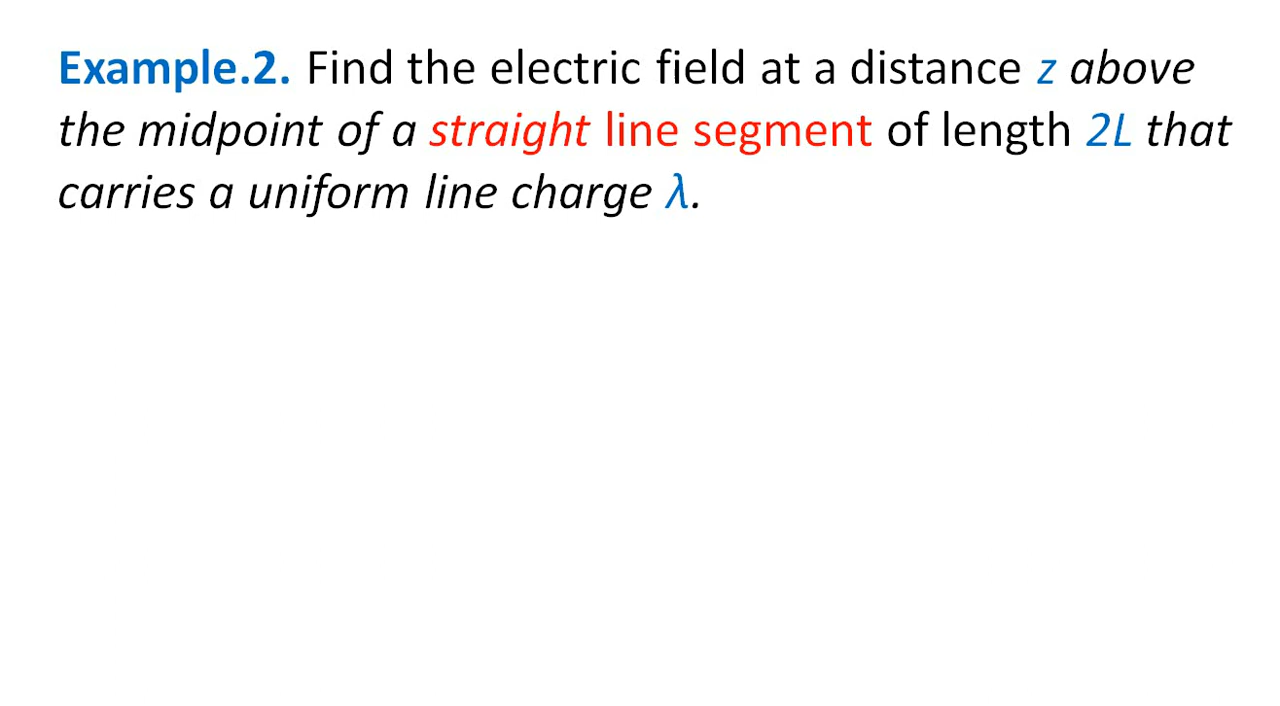 Example.2. Find the electric field at a distance z above
the midpoint of a straight line segment of length 2L that
carries a uniform line charge λ.